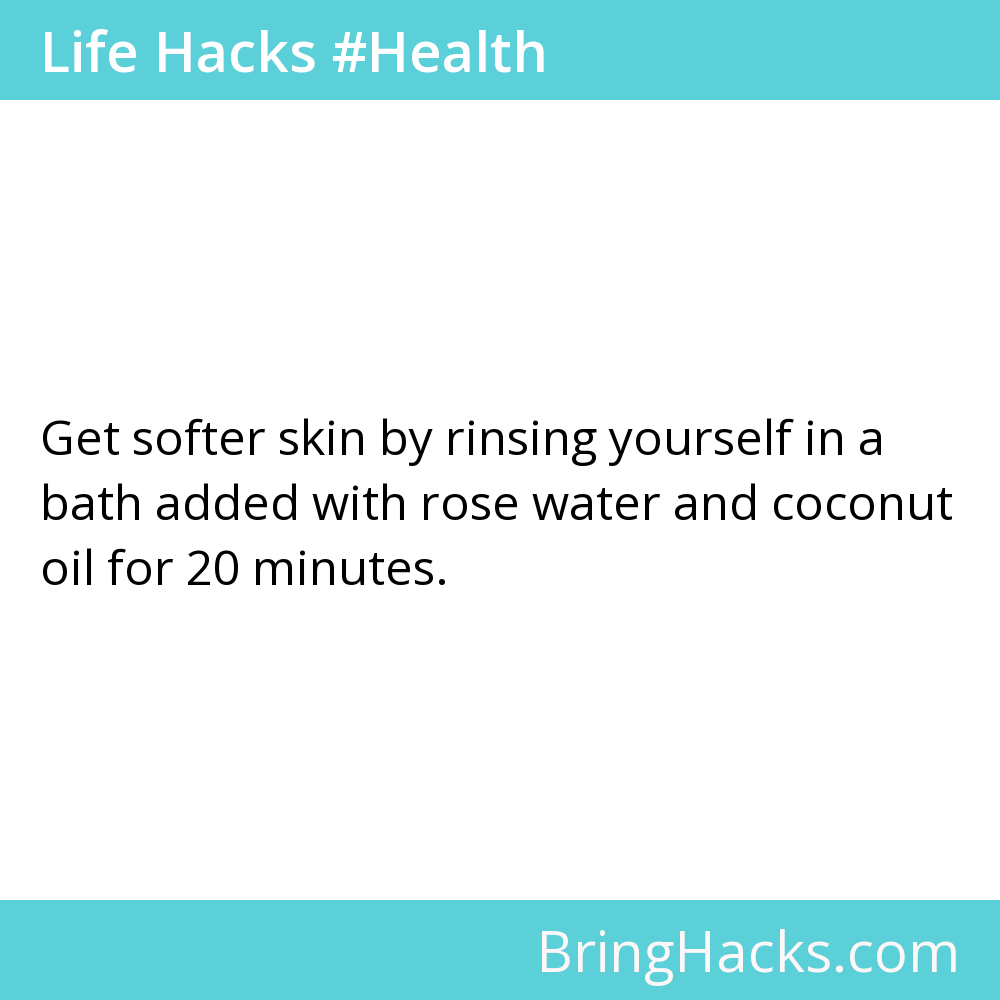 Life Hacks #Health
Get softer skin by rinsing yourself in a
bath added with rose water and coconut
oil for 20 minutes.
BringHacks.com